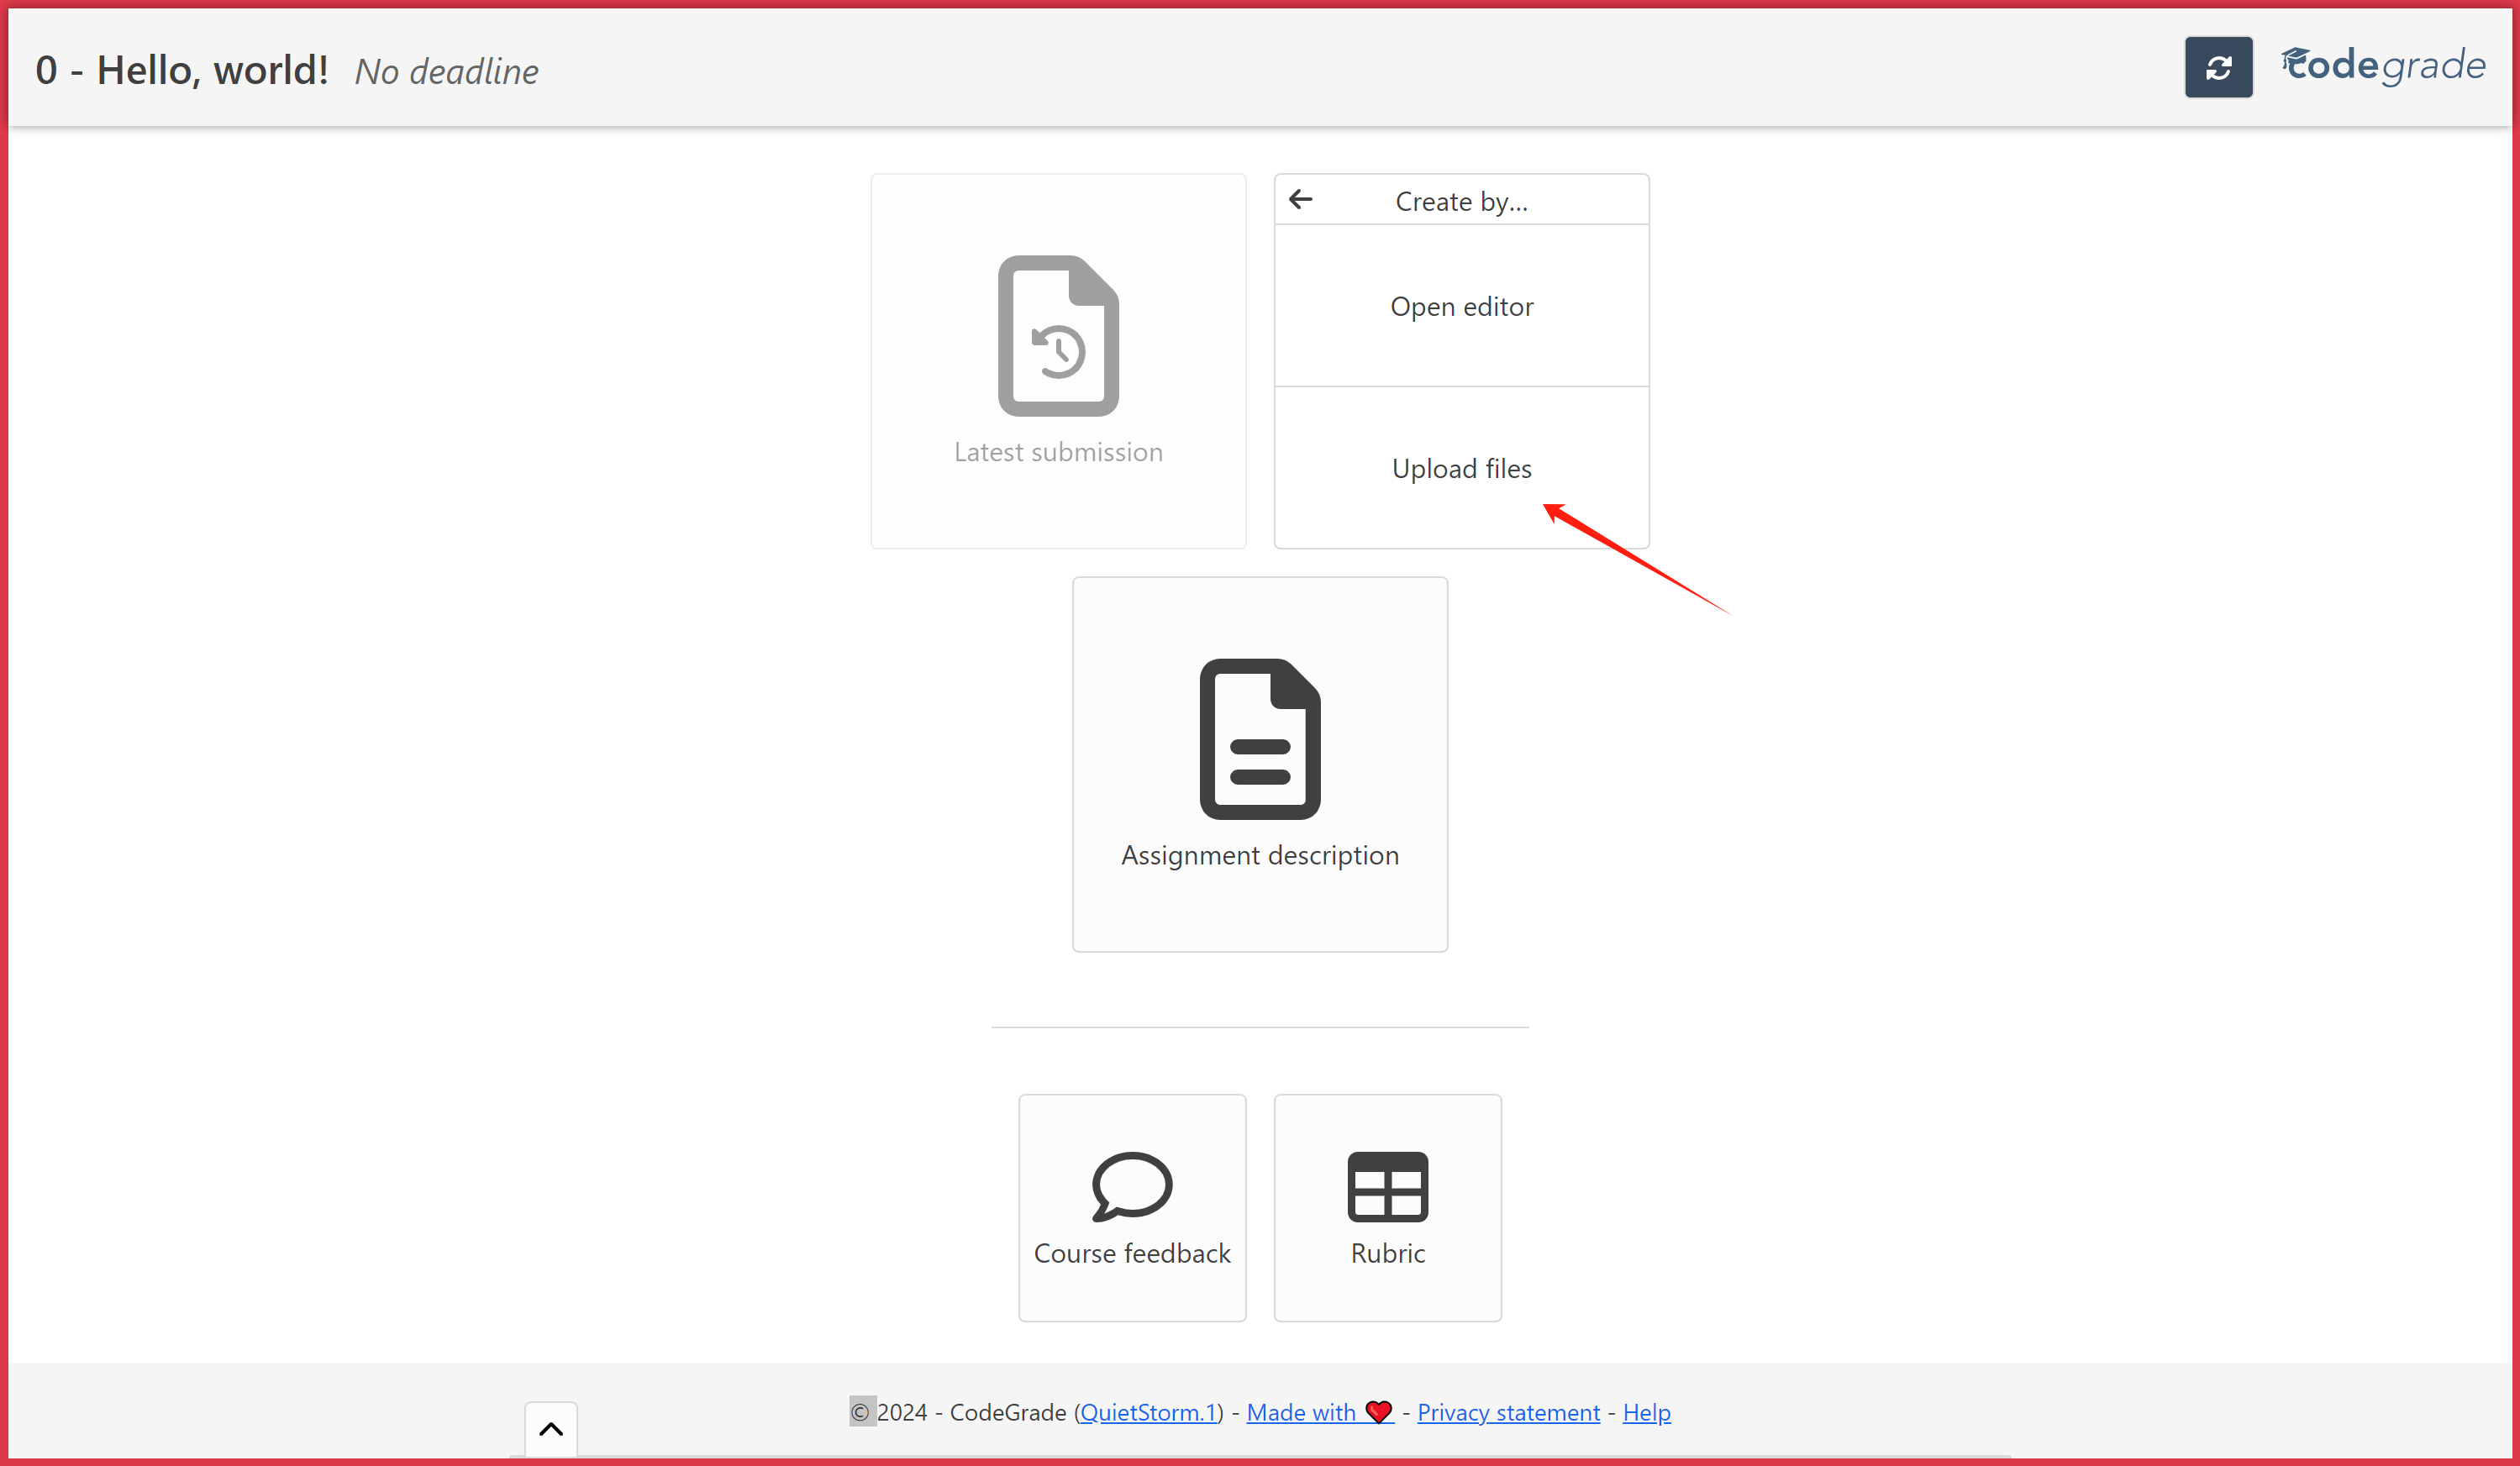 0 - Hello, world! No deadline
codegrade
Create by...
Open editor
Upload files
Latest submission
Assignment description
Course feedback
Rubric
© 2024 - CodeGrade (QuietStorm.1) - Made with ❤️ - Privacy statement - Help